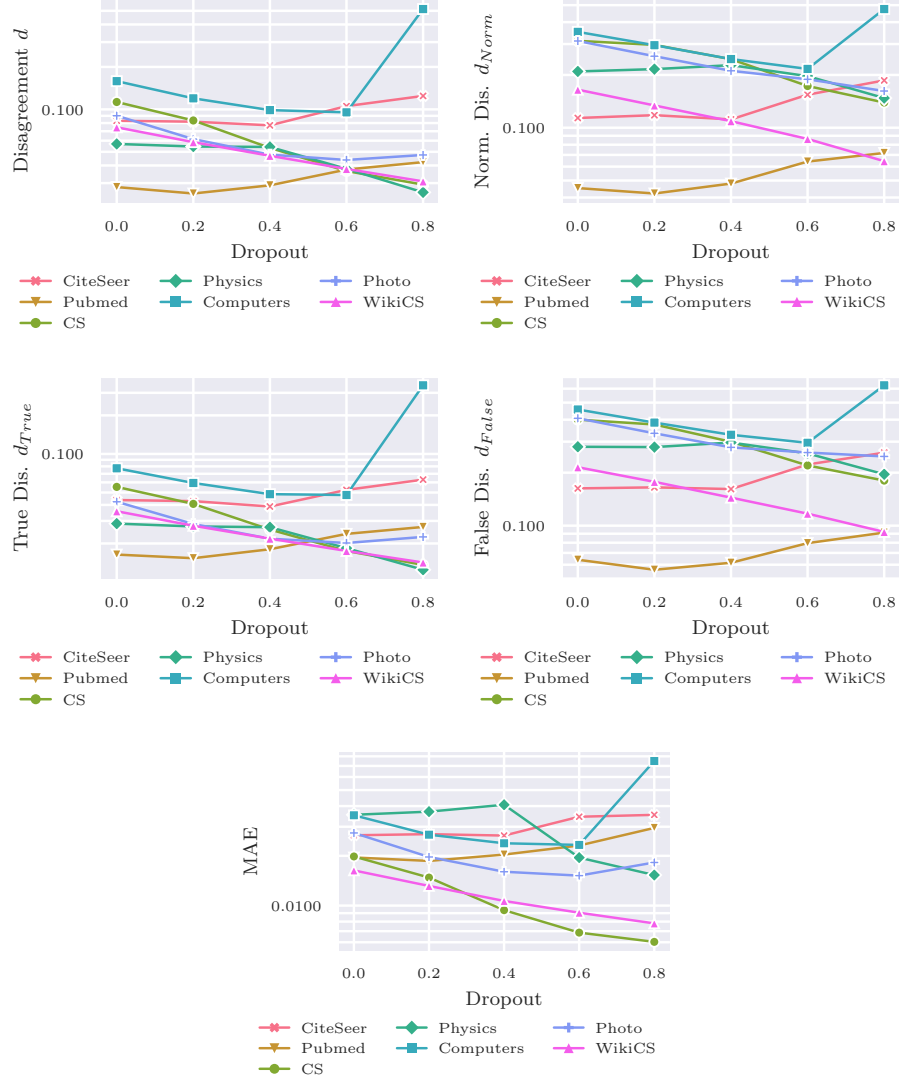 Disagreement d
0.100
0.0 0.2 0.4 0.6 0.8
Dropout
CiteSeer Physics Photo
Pubmed Computers WikiCS
CS
Norm. Dis. d_Norm
0.100
0.0 0.2 0.4 0.6 0.8
Dropout
CiteSeer Physics Photo
Pubmed Computers WikiCS
CS
True Dis. d_True
0.100
0.0 0.2 0.4 0.6 0.8
Dropout
CiteSeer Physics Photo
Pubmed Computers WikiCS
CS
False Dis. d_False
0.100
0.0 0.2 0.4 0.6 0.8
Dropout
CiteSeer Physics Photo
Pubmed Computers WikiCS
CS
MAE
0.0100
0.0 0.2 0.4 0.6 0.8
Dropout
CiteSeer Physics Photo
Pubmed Computers WikiCS
CS